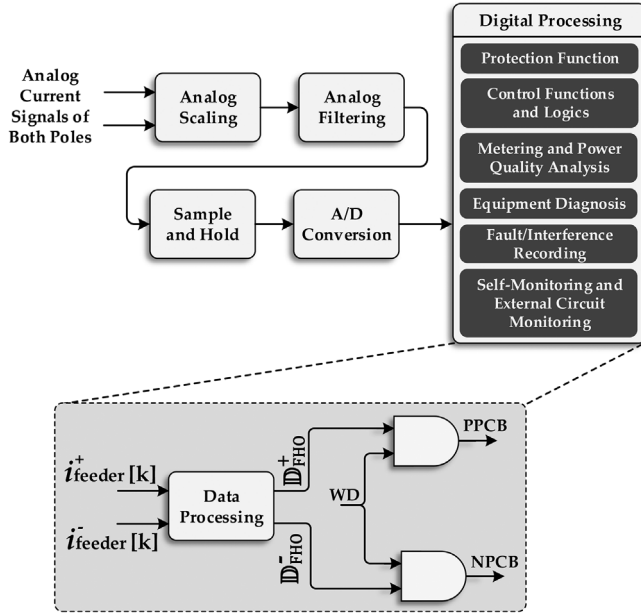 Digital Processing
Protection Function
Control Functions
and Logics
Metering and Power
Quality Analysis
Equipment Diagnosis
Fault/Interference
Recording
Self-Monitoring and
External Circuit
Monitoring
Analog
Current
Signals of
Both Poles
Analog
Scaling
Analog
Filtering
Sample
and Hold
A/D
Conversion
i⁺feeder [k]
i⁻feeder [k]
Data
Processing
𝔻⁺FHO
𝔻⁻FHO
WD
PPCB
NPCB